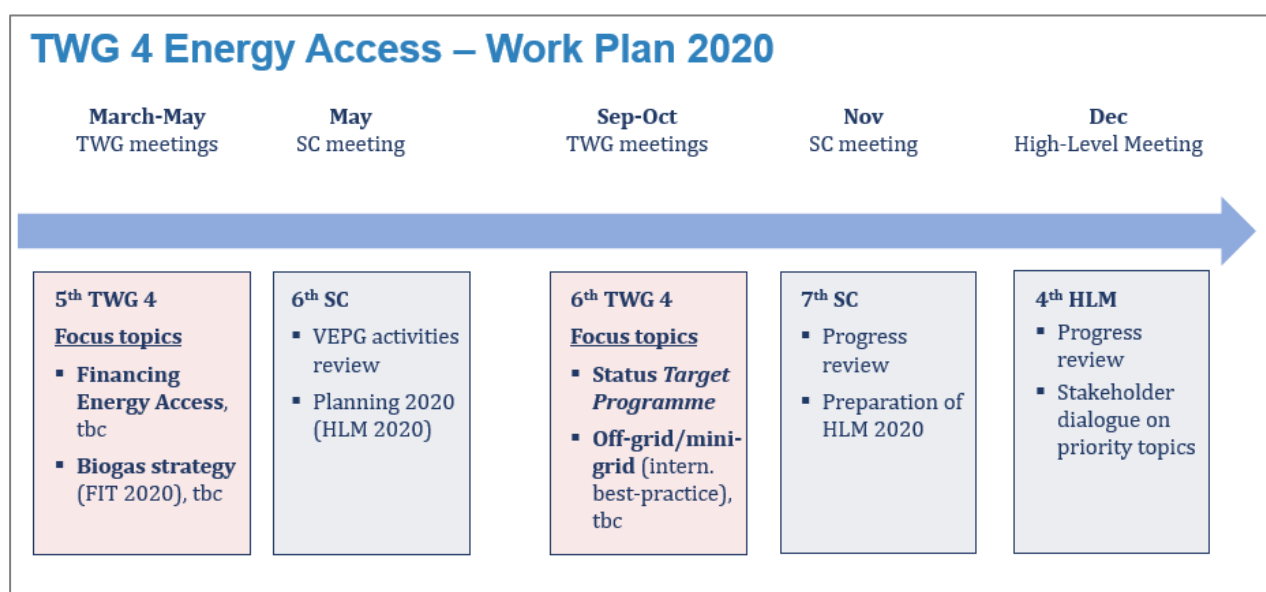 TWG 4 Energy Access – Work Plan 2020
March-May
TWG meetings
May
SC meeting
Sep-Oct
TWG meetings
Nov
SC meeting
Dec
High-Level Meeting
5th TWG 4
Focus topics
▪ Financing
Energy Access,
tbc
▪ Biogas strategy
(FIT 2020), tbc
6th SC
▪ VEPG activities
review
▪ Planning 2020
(HLM 2020)
6th TWG 4
Focus topics
▪ Status Target
Programme
▪ Off-grid/mini-
grid (intern.
best-practice),
tbc
7th SC
▪ Progress
review
▪ Preparation of
HLM 2020
4th HLM
▪ Progress
review
▪ Stakeholder
dialogue on
priority topics